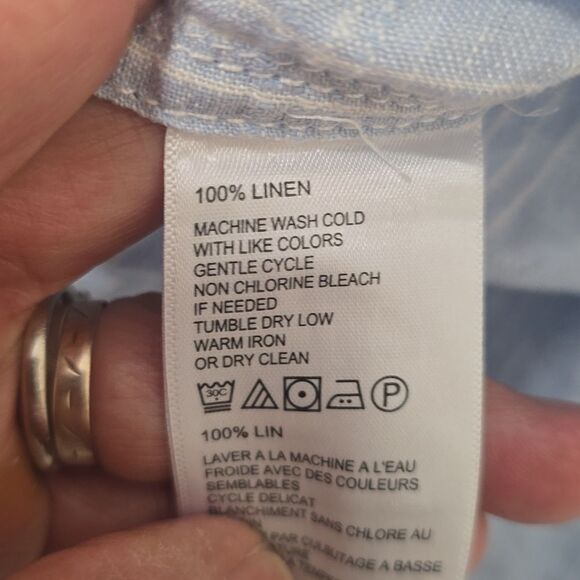 100% LINEN
MACHINE WASH COLD
WITH LIKE COLORS
GENTLE CYCLE
NON CHLORINE BLEACH
IF NEEDED
TUMBLE DRY LOW
WARM IRON
OR DRY CLEAN
30C P
100% LIN
LAVER A LA MACHINE A L'EAU
FROIDE AVEC DES COULEURS
SEMBLABLES
CYCLE DELICAT
BLANCHIMENT SANS CHLORE AU
PAR CULBUTAGE A BASSE